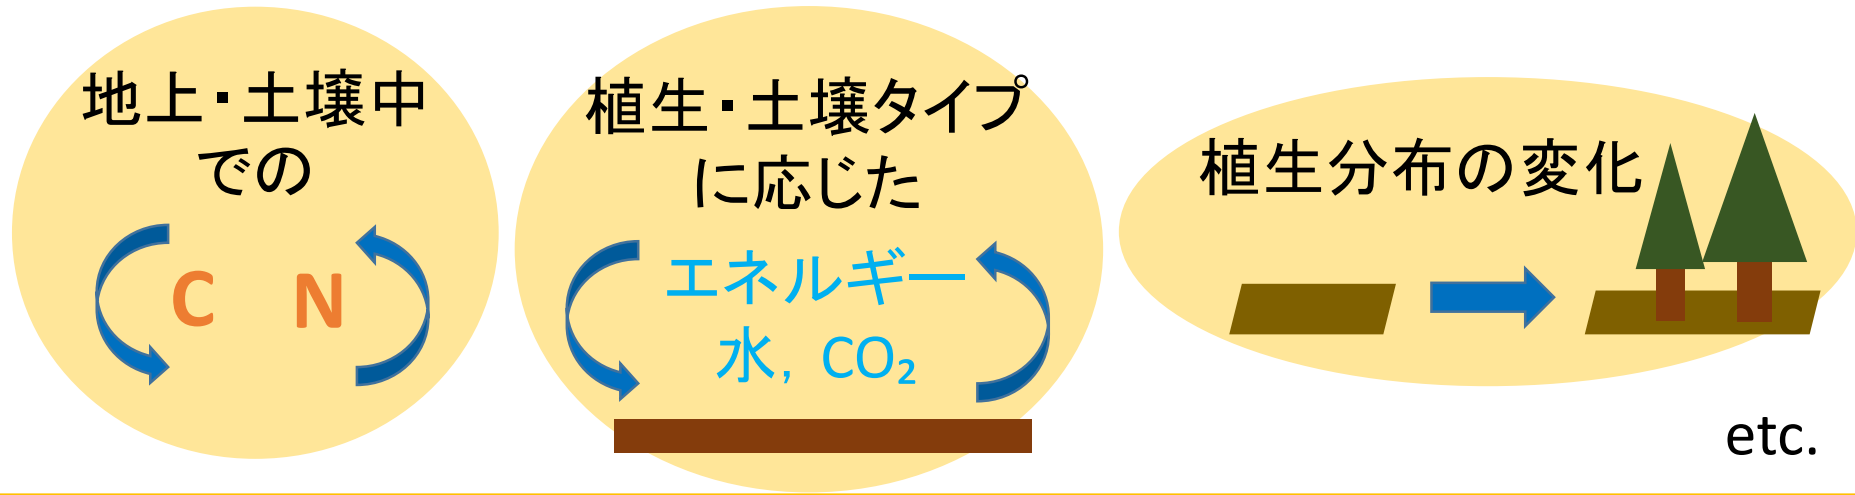 地上・土壌中
での
C N
植生・土壌タイプ
に応じた
エネルギー
水，CO₂
植生分布の変化
etc.